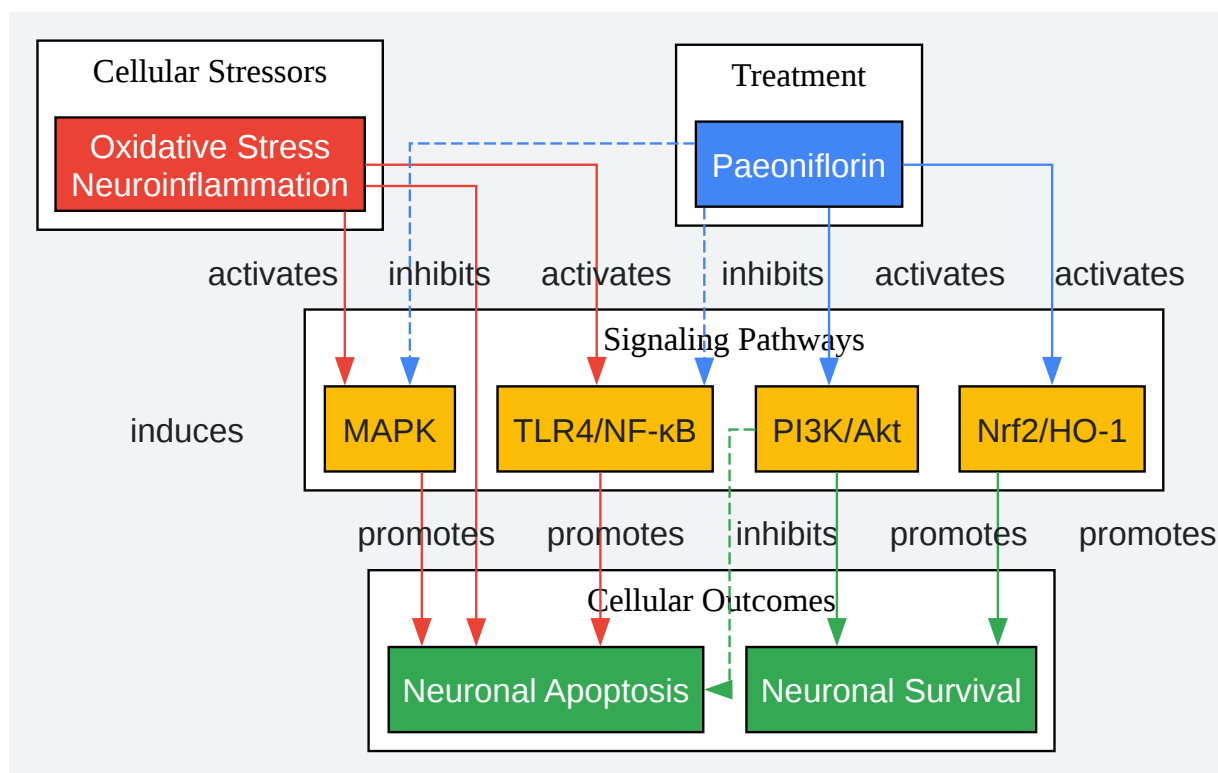 Cellular Stressors
Treatment
Oxidative Stress
Neuroinflammation
Paeoniflorin
activates
inhibits
activates
inhibits
activates
activates
Signaling Pathways
induces
MAPK
TLR4/NF-κB
PI3K/Akt
Nrf2/HO-1
promotes
promotes
inhibits
promotes
promotes
Cellular Outcomes
Neuronal Apoptosis
Neuronal Survival